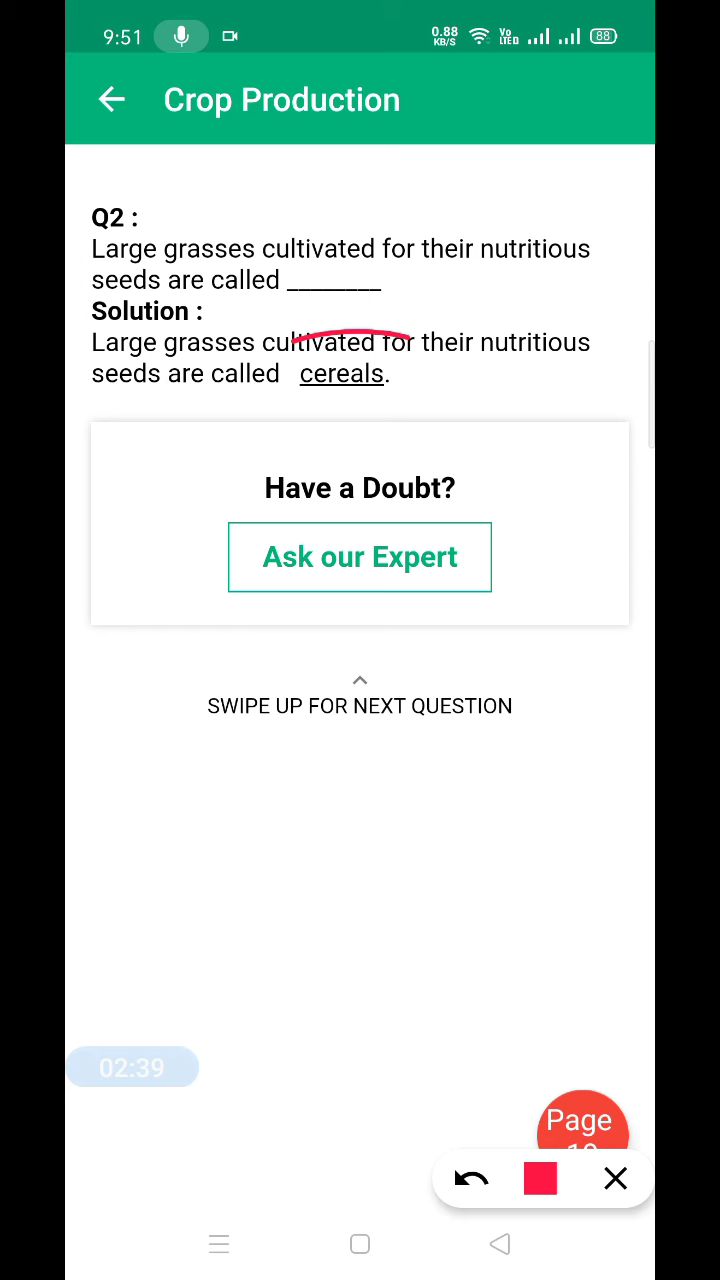 9:51 0.88 KB/S Vo LTED 88
Crop Production
Q2 :
Large grasses cultivated for their nutritious
seeds are called ________
Solution :
Large grasses cultivated for their nutritious
seeds are called cereals.
Have a Doubt?
Ask our Expert
SWIPE UP FOR NEXT QUESTION
02:39
Page